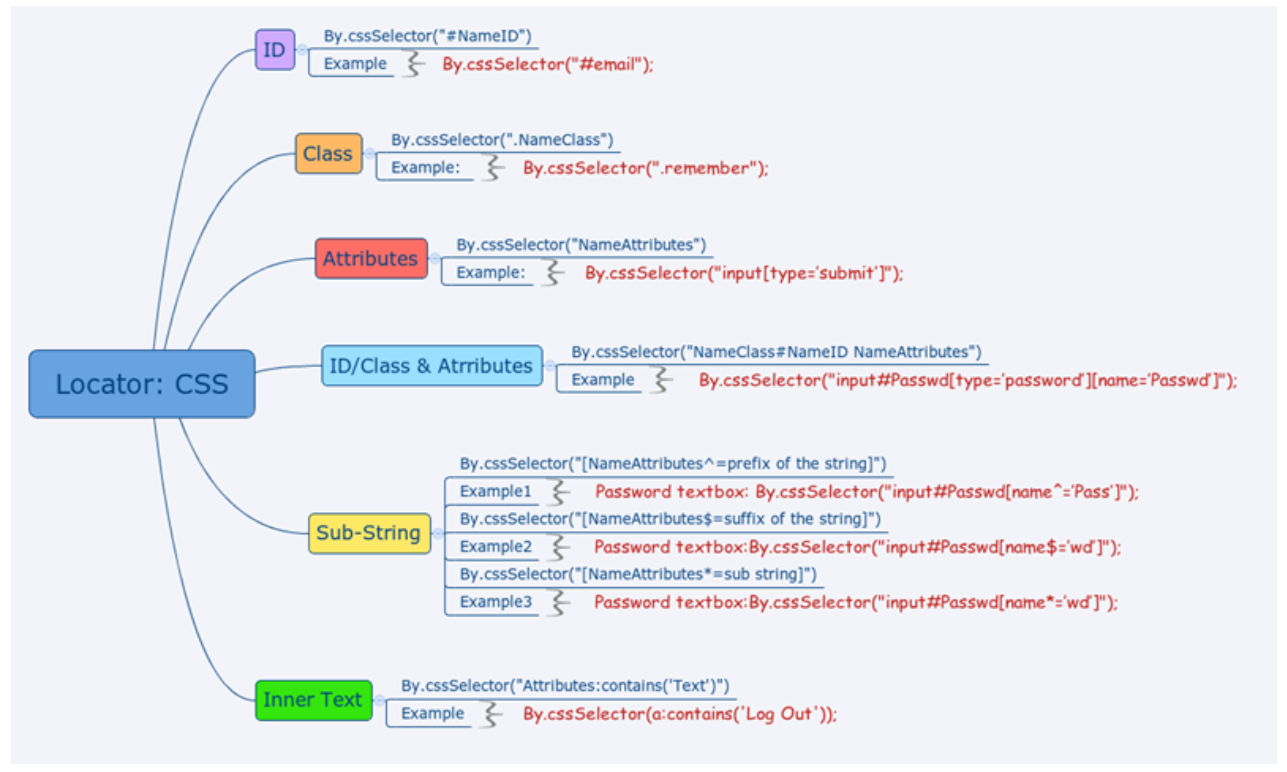 Locator: CSS
ID
By.cssSelector("#NameID")
Example By.cssSelector("#email");
Class
By.cssSelector(".NameClass")
Example: By.cssSelector(".remember");
Attributes
By.cssSelector("NameAttributes")
Example: By.cssSelector("input[type='submit']");
ID/Class & Atrributes
By.cssSelector("NameClass#NameID NameAttributes")
Example By.cssSelector("input#Passwd[type='password'][name='Passwd']");
Sub-String
By.cssSelector("[NameAttributes^=prefix of the string]")
Example1 Password textbox: By.cssSelector("input#Passwd[name^='Pass']");
By.cssSelector("[NameAttributes$=suffix of the string]")
Example2 Password textbox:By.cssSelector("input#Passwd[name$='wd']");
By.cssSelector("[NameAttributes*=sub string]")
Example3 Password textbox:By.cssSelector("input#Passwd[name*='wd']");
Inner Text
By.cssSelector("Attributes:contains('Text')")
Example By.cssSelector(a:contains('Log Out'));